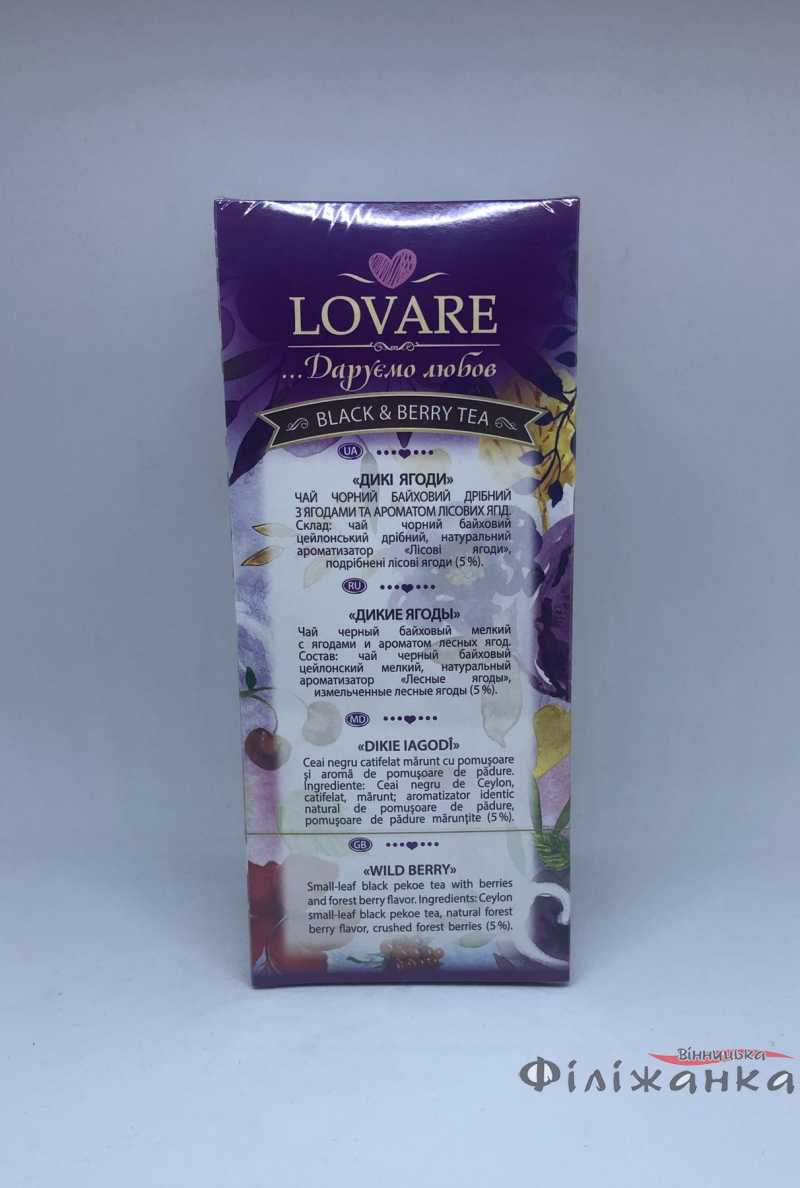 LOVARE
...Даруємо любов
BLACK & BERRY TEA
UA
«ДИКІ ЯГОДИ»
ЧАЙ ЧОРНИЙ БАЙХОВИЙ ДРІБНИЙ
З ЯГОДАМИ ТА АРОМАТОМ ЛІСОВИХ ЯГІД.
Склад: чай чорний байховий
цейлонський дрібний, натуральний
ароматизатор «Лісові ягоди»,
подрібнені лісові ягоди (5 %).
RU
«ДИКИЕ ЯГОДЫ»
Чай черный байховый мелкий
с ягодами и ароматом лесных ягод.
Состав: чай черный байховый
цейлонский мелкий, натуральный
ароматизатор «Лесные ягоды»,
измельченные лесные ягоды (5 %).
MD
«DIKIE IAGODÎ»
Ceai negru catifelat mărunt cu pomușoare
și aromă de pomușoare de pădure.
Ingrediente: Ceai negru de Ceylon,
catifelat, mărunt; aromatizator identic
natural de pomușoare de pădure,
pomușoare de pădure mărunțite (5 %).
GB
«WILD BERRY»
Small-leaf black pekoe tea with berries
and forest berry flavor. Ingredients: Ceylon
small-leaf black pekoe tea, natural forest
berry flavor, crushed forest berries (5 %).
Вінницька
Філіжанка